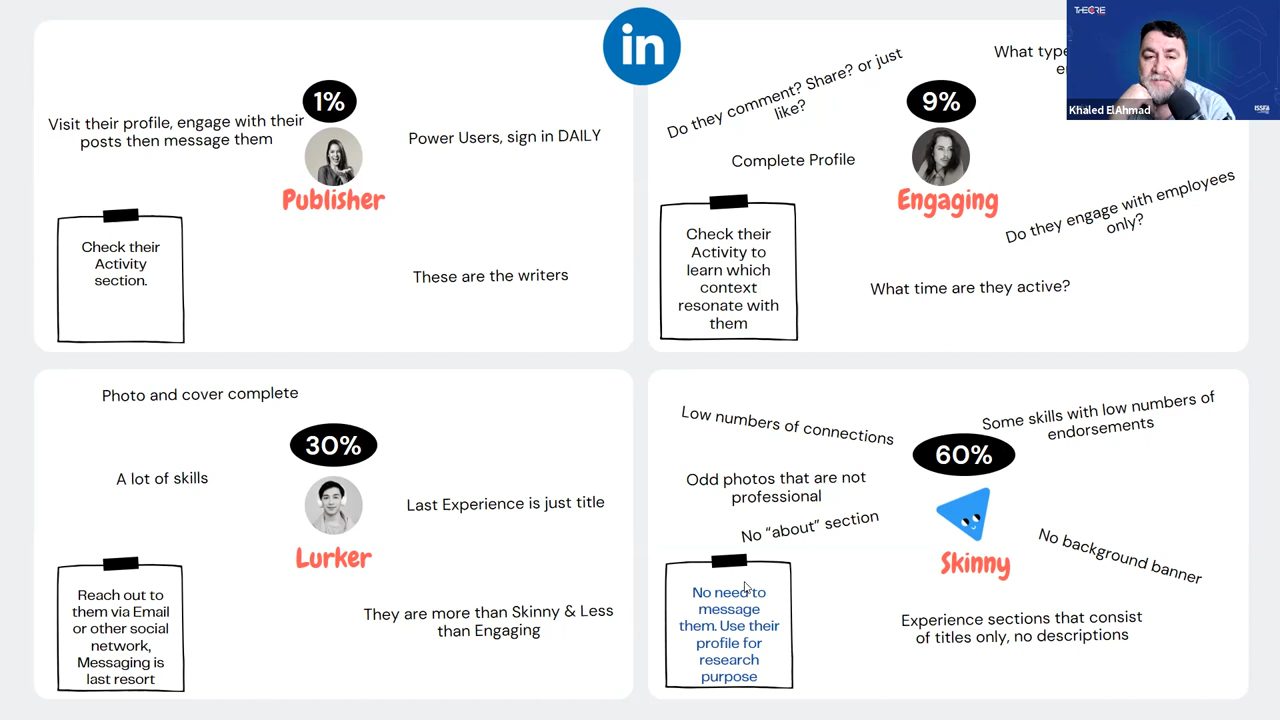 in
THECORE
Khaled ElAhmad
ISSFA
1%
Visit their profile, engage with their
posts then message them
Power Users, sign in DAILY
Publisher
Check their
Activity
section.
These are the writers
Do they comment? Share? or just
like?
9%
What type
Complete Profile
Engaging
Do they engage with employees
only?
Check their
Activity to
learn which
context
resonate with
them
What time are they active?
Photo and cover complete
30%
A lot of skills
Last Experience is just title
Lurker
Reach out to
them via Email
or other social
network,
Messaging is
last resort
They are more than Skinny & Less
than Engaging
Low numbers of connections
Some skills with low numbers of
endorsements
60%
Odd photos that are not
professional
No “about” section
Skinny
No background banner
No need to
message
them. Use their
profile for
research
purpose
Experience sections that consist
of titles only, no descriptions